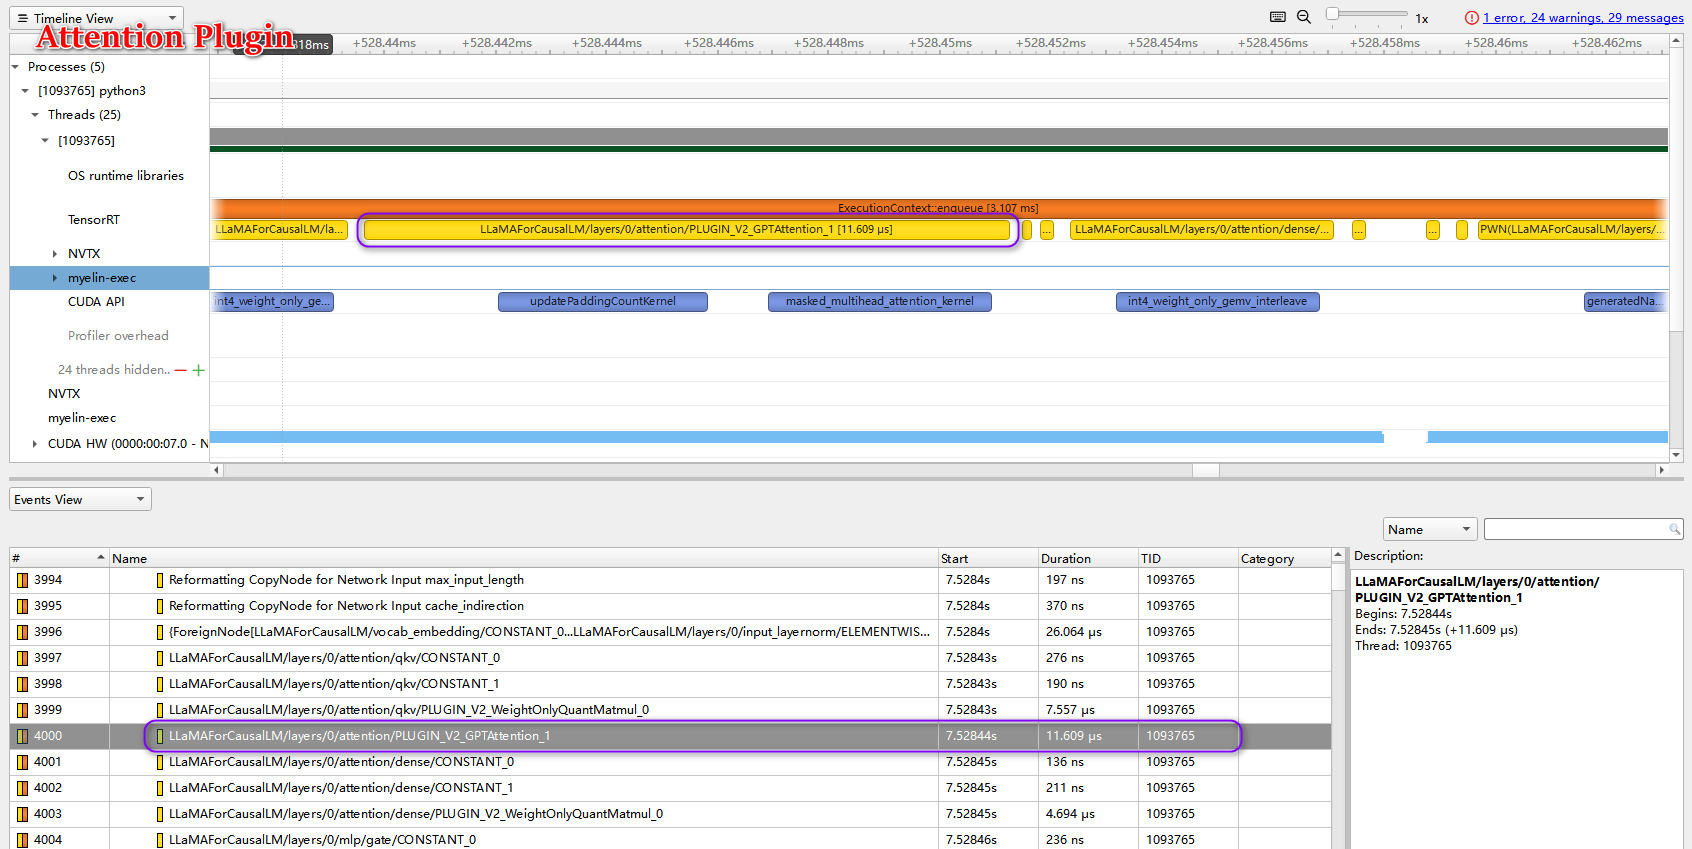 Timeline View
1x
1 error, 24 warnings, 29 messages
Attention Plugin
818ms
+528.44ms
+528.442ms
+528.444ms
+528.446ms
+528.448ms
+528.45ms
+528.452ms
+528.454ms
+528.456ms
+528.458ms
+528.46ms
+528.462ms
Processes (5)
[1093765] python3
Threads (25)
[1093765]
OS runtime libraries
TensorRT
ExecutionContext::enqueue [3.107 ms]
LLaMAForCausalLM/la...
LLaMAForCausalLM/layers/0/attention/PLUGIN_V2_GPTAttention_1 [11.609 µs]
...
LLaMAForCausalLM/layers/0/attention/dense/...
...
...
PWN(LLaMAForCausalLM/layers/...
NVTX
myelin-exec
CUDA API
int4_weight_only_ge...
updatePaddingCountKernel
masked_multihead_attention_kernel
int4_weight_only_gemv_interleave
generatedNa...
Profiler overhead
24 threads hidden..
NVTX
myelin-exec
CUDA HW (0000:00:07.0 - N
Events View
Name
# Name Start Duration TID Category
Description:
3994 Reformatting CopyNode for Network Input max_input_length 7.5284s 197 ns 1093765
3995 Reformatting CopyNode for Network Input cache_indirection 7.5284s 370 ns 1093765
3996 {ForeignNode[LLaMAForCausalLM/vocab_embedding/CONSTANT_0...LLaMAForCausalLM/layers/0/input_layernorm/ELEMENTWIS... 7.5284s 26.064 µs 1093765
3997 LLaMAForCausalLM/layers/0/attention/qkv/CONSTANT_0 7.52843s 276 ns 1093765
3998 LLaMAForCausalLM/layers/0/attention/qkv/CONSTANT_1 7.52843s 190 ns 1093765
3999 LLaMAForCausalLM/layers/0/attention/qkv/PLUGIN_V2_WeightOnlyQuantMatmul_0 7.52843s 7.557 µs 1093765
4000 LLaMAForCausalLM/layers/0/attention/PLUGIN_V2_GPTAttention_1 7.52844s 11.609 µs 1093765
4001 LLaMAForCausalLM/layers/0/attention/dense/CONSTANT_0 7.52845s 136 ns 1093765
4002 LLaMAForCausalLM/layers/0/attention/dense/CONSTANT_1 7.52845s 211 ns 1093765
4003 LLaMAForCausalLM/layers/0/attention/dense/PLUGIN_V2_WeightOnlyQuantMatmul_0 7.52845s 4.694 µs 1093765
4004 LLaMAForCausalLM/layers/0/mlp/gate/CONSTANT_0 7.52846s 236 ns 1093765
LLaMAForCausalLM/layers/0/attention/
PLUGIN_V2_GPTAttention_1
Begins: 7.52844s
Ends: 7.52845s (+11.609 µs)
Thread: 1093765